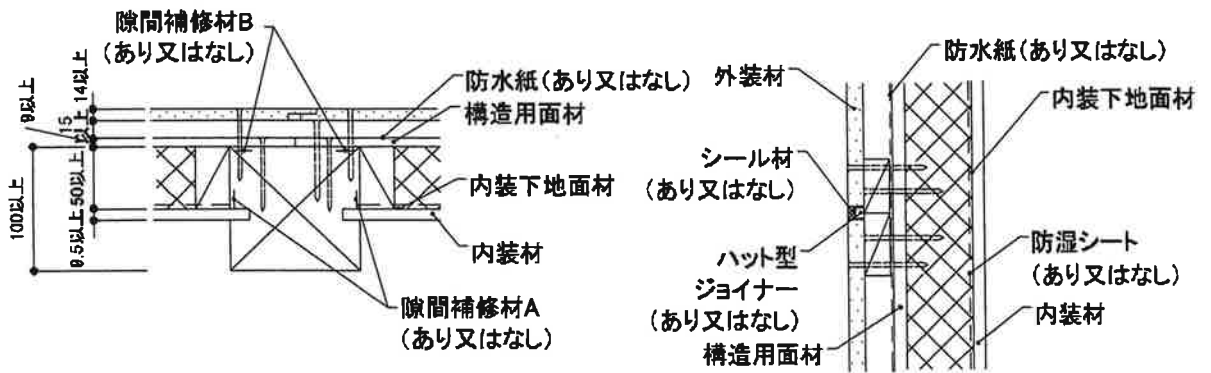 隙間補修材B
(あり又はなし)
防水紙(あり又はなし)
構造用面材
内装下地面材
内装材
隙間補修材A
(あり又はなし)
14以上
15
以上
9以上
50以上
9.5以上
100以上
防水紙(あり又はなし)
外装材
内装下地面材
シール材
(あり又はなし)
ハット型
ジョイナー
(あり又はなし)
構造用面材
防湿シート
(あり又はなし)
内装材